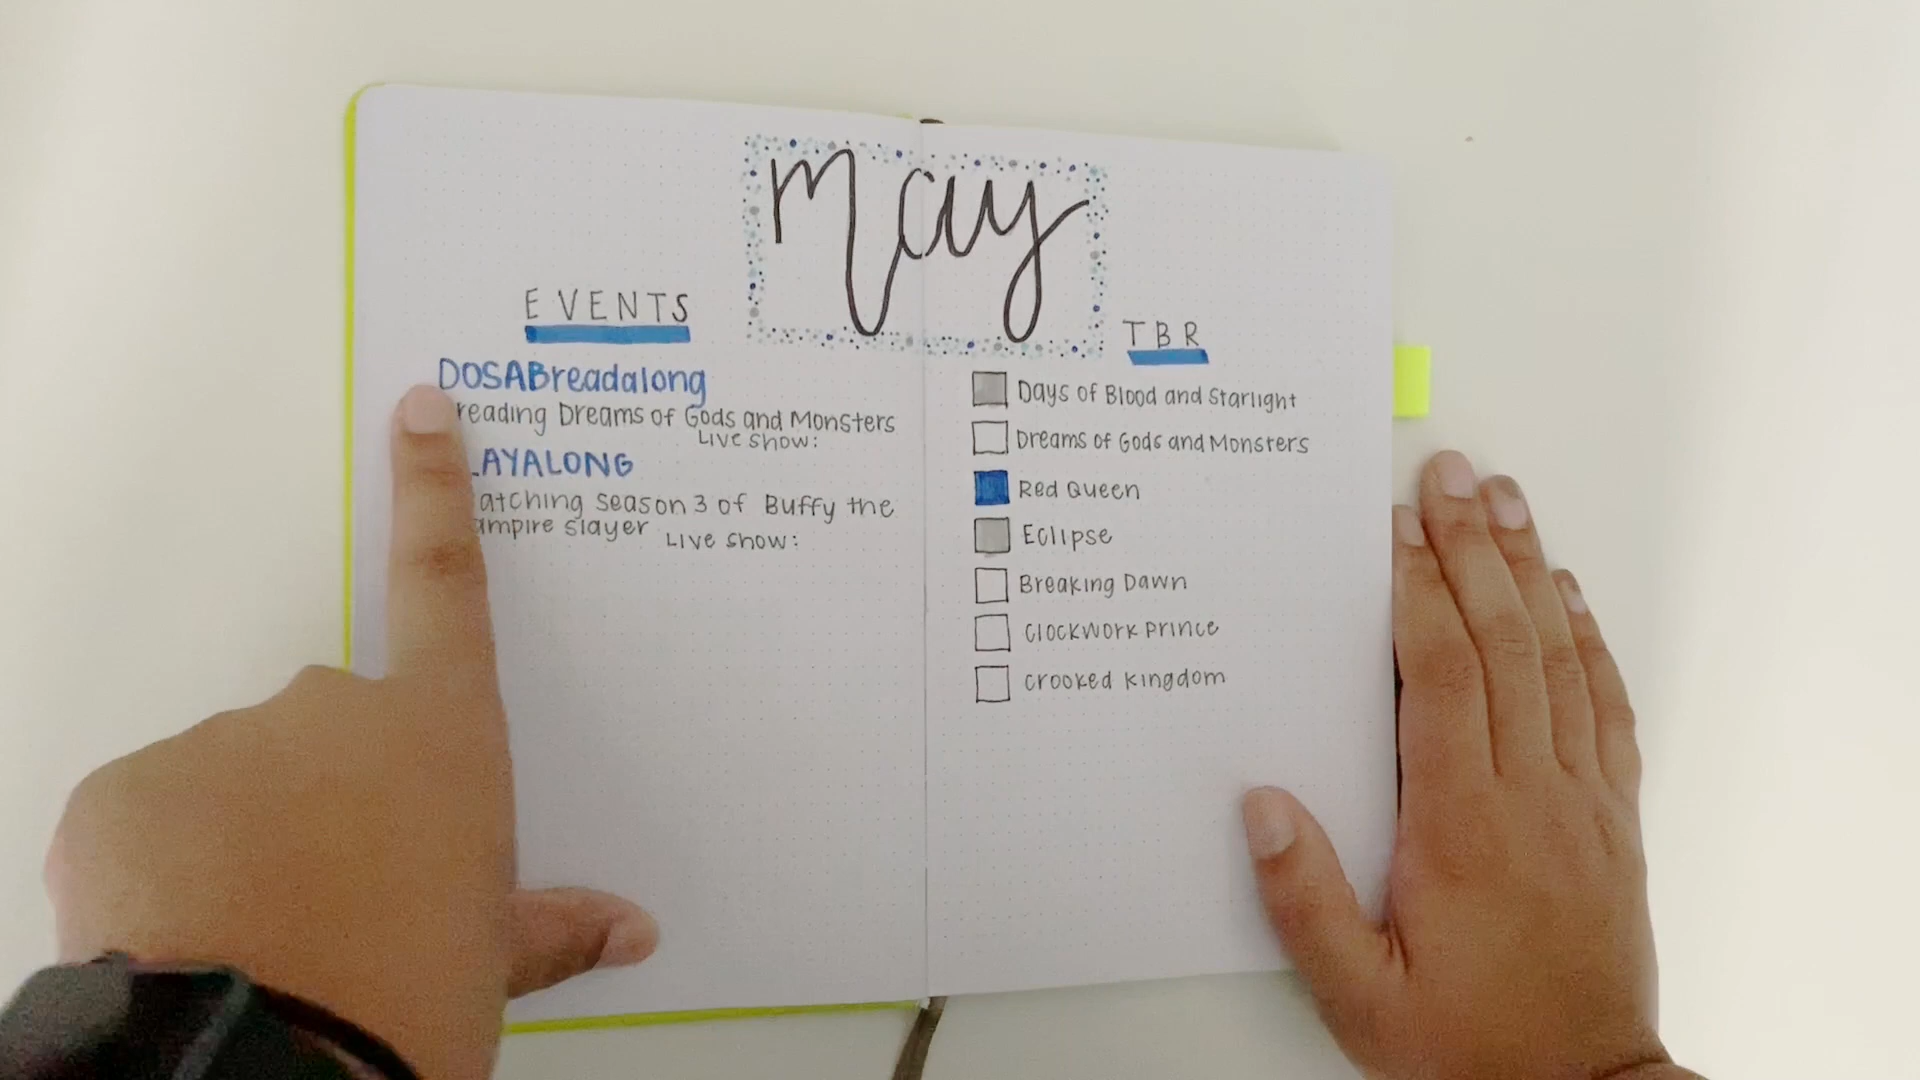 May
EVENTS
DOSABreadalong
reading Dreams of Gods and Monsters
Live show:
LAYALONG
atching season 3 of Buffy the
ampire slayer
Live show:
TBR
Days of Blood and Starlight
Dreams of Gods and Monsters
Red Queen
Eclipse
Breaking Dawn
Clockwork Prince
Crooked Kingdom